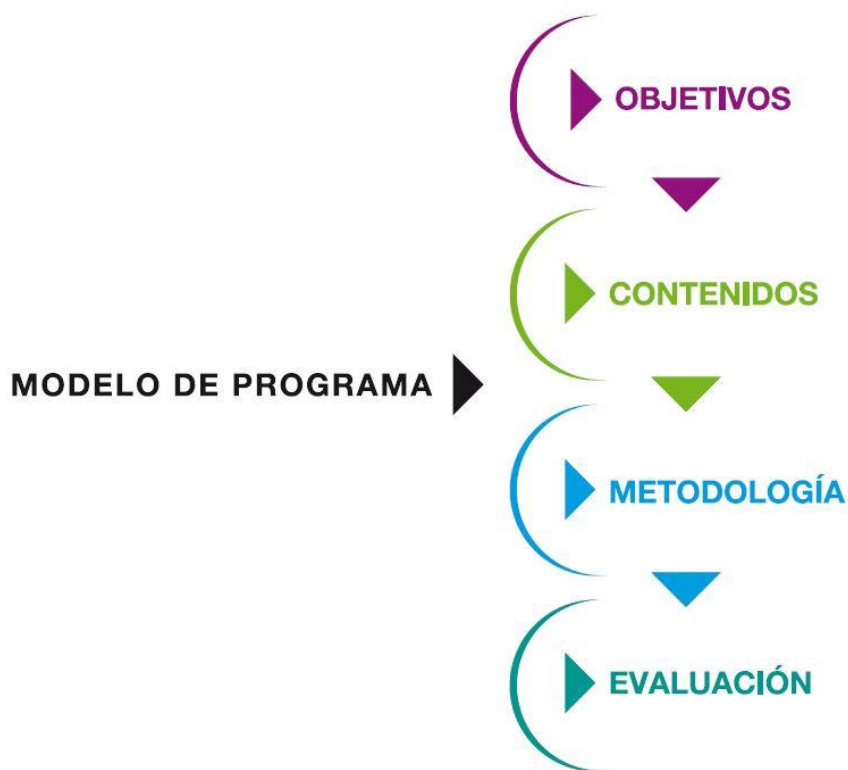 OBJETIVOS
CONTENIDOS
MODELO DE PROGRAMA
METODOLOGÍA
EVALUACIÓN